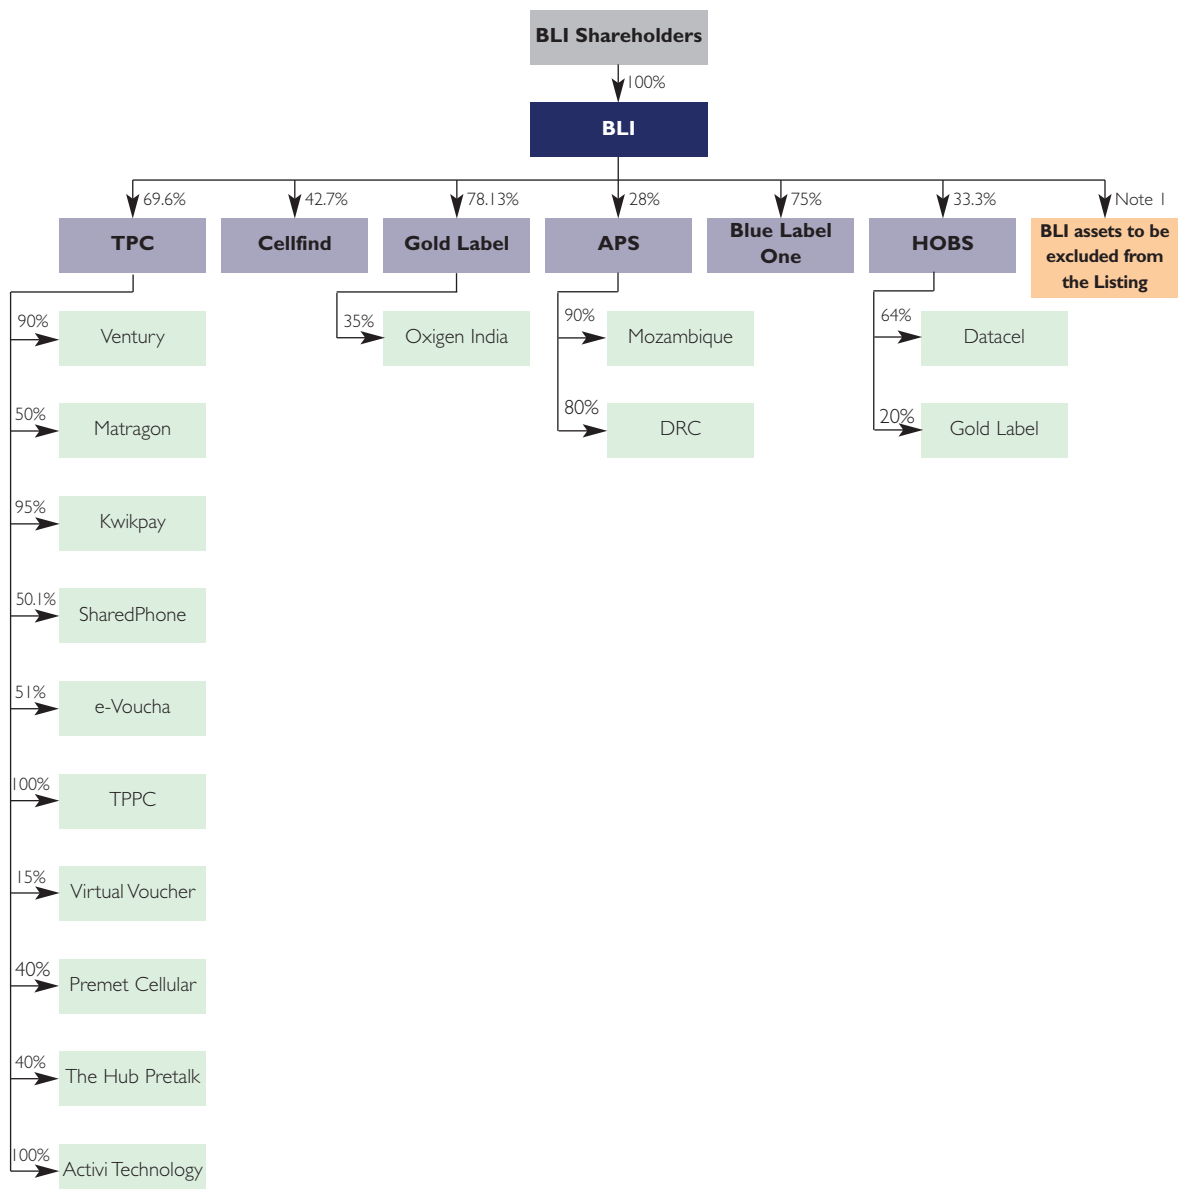 BLI Shareholders
100%
BLI
69.6%
42.7%
78.13%
28%
75%
33.3%
Note 1
TPC
Cellfind
Gold Label
APS
Blue Label
One
HOBS
BLI assets to be
excluded from
the Listing
90%
Ventury
35%
Oxigen India
90%
Mozambique
64%
Datacel
50%
Matragon
80%
DRC
20%
Gold Label
95%
Kwikpay
50.1%
SharedPhone
51%
e-Voucha
100%
TPPC
15%
Virtual Voucher
40%
Premet Cellular
40%
The Hub Pretalk
100%
Activi Technology